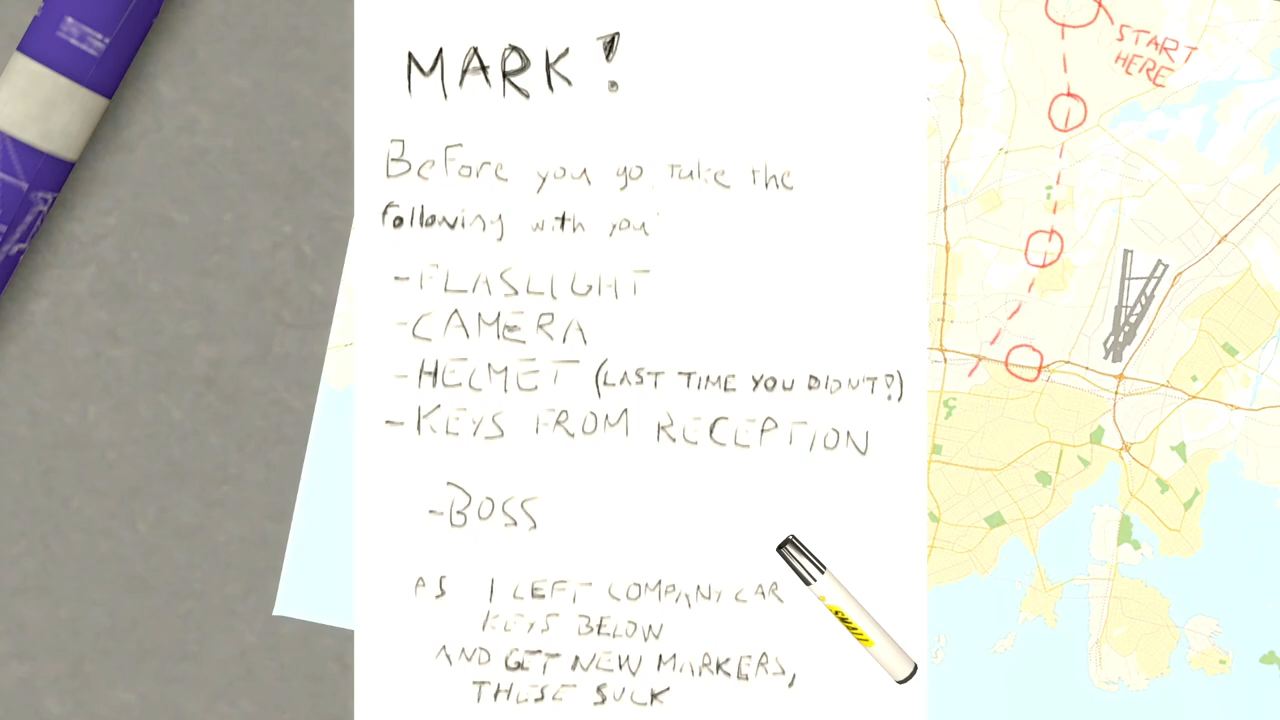 MARK!
Before you go take the
following with you:
-FLASLIGHT
-CAMERA
-HELMET (LAST TIME YOU DIDN'T!)
-KEYS FROM RECEPTION
-BOSS
PS I LEFT COMPANY CAR
KEYS BELOW
AND GET NEW MARKERS,
THESE SUCK
SMALL
START
HERE